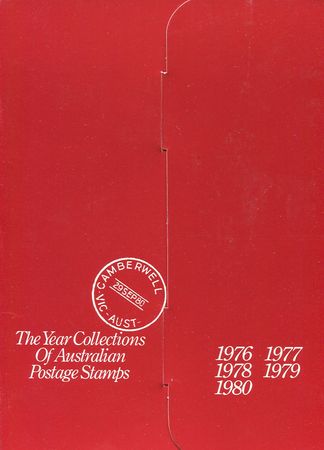 CAMBERWELL
29 SEP 80
VIC-AUST-
The Year Collections
Of Australian
Postage Stamps
1976 1977
1978 1979
1980